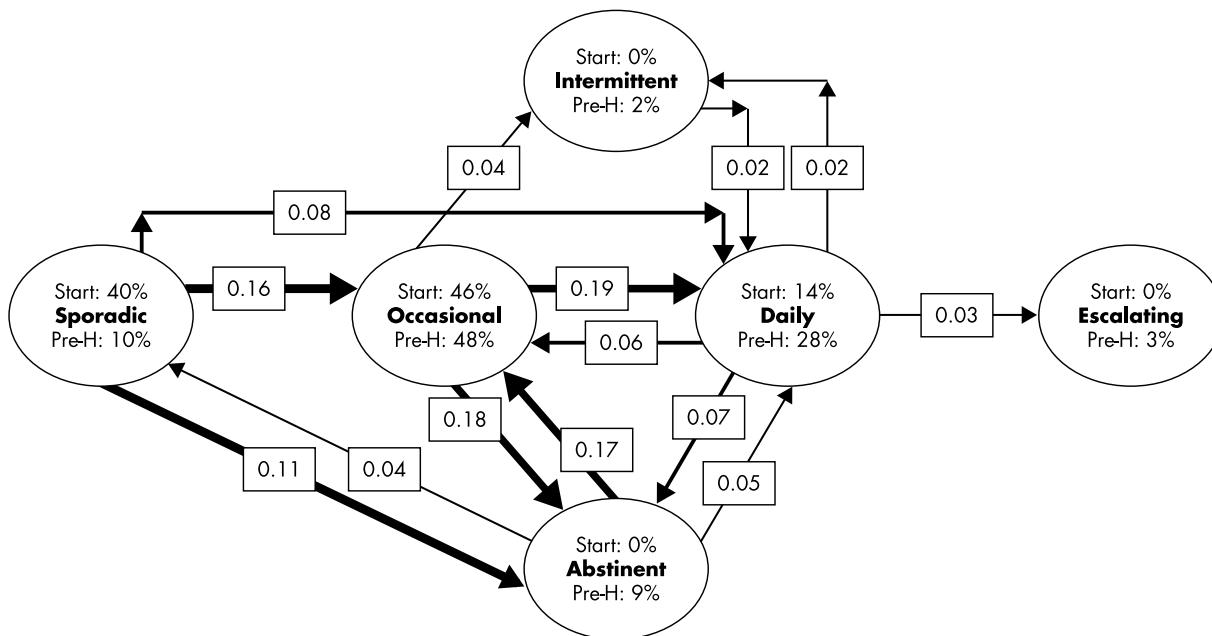 Start: 0%
Intermittent
Pre-H: 2%
0.04
0.02
0.02
0.08
Start: 40%
Sporadic
Pre-H: 10%
0.16
Start: 46%
Occasional
Pre-H: 48%
0.19
0.06
Start: 14%
Daily
Pre-H: 28%
0.03
Start: 0%
Escalating
Pre-H: 3%
0.11
0.04
0.18
0.17
0.07
0.05
Start: 0%
Abstinent
Pre-H: 9%